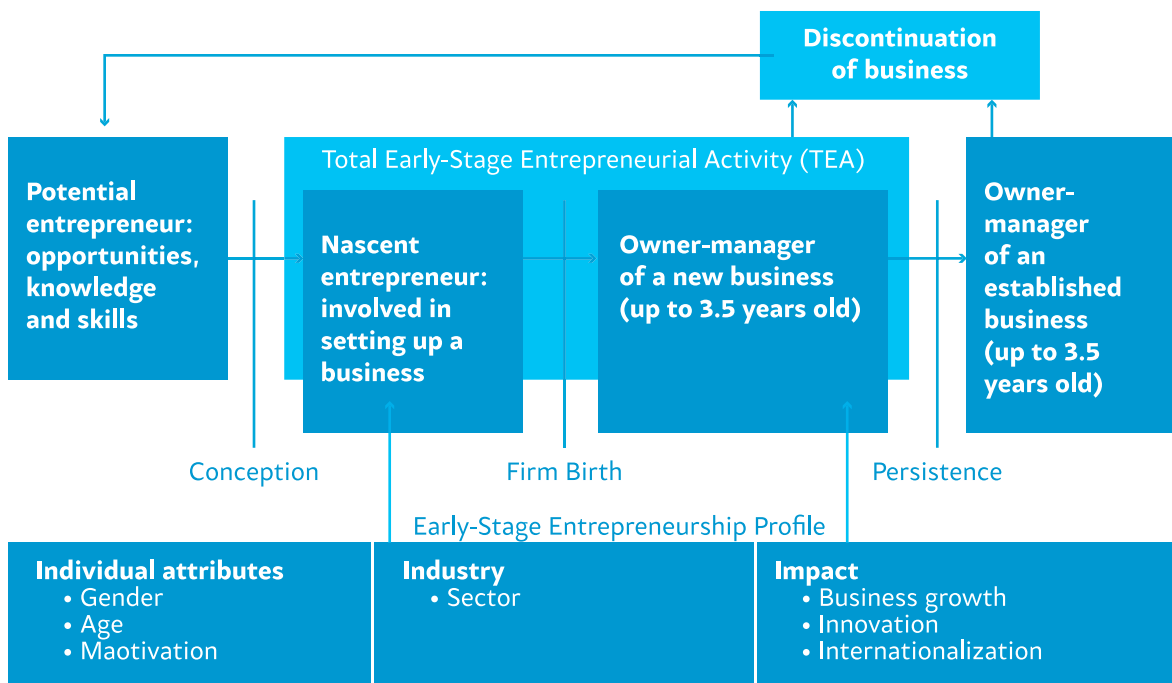 Discontinuation
of business
Total Early-Stage Entrepreneurial Activity (TEA)
Potential
entrepreneur:
opportunities,
knowledge
and skills
Nascent
entrepreneur:
involved in
setting up a
business
Owner-manager
of a new business
(up to 3.5 years old)
Owner-
manager
of an
established
business
(up to 3.5
years old)
Conception
Firm Birth
Persistence
Early-Stage Entrepreneurship Profile
Individual attributes
• Gender
• Age
• Maotivation
Industry
• Sector
Impact
• Business growth
• Innovation
• Internationalization